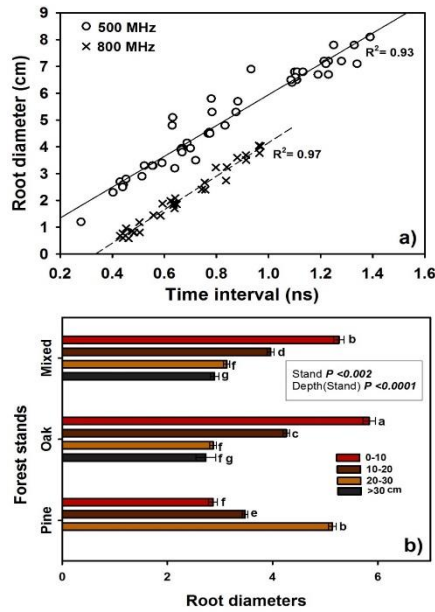 9
8
7
6
5
4
3
2
1
0
Root diameter (cm)
500 MHz
800 MHz
R²= 0.93
R²= 0.97
a)
0.2 0.4 0.6 0.8 1.0 1.2 1.4 1.6
Time interval (ns)
Forest stands
Mixed
Oak
Pine
b
d
f
g
Stand P <0.002
Depth(Stand) P <0.0001
a
c
f
f g
0-10
10-20
20-30
>30 cm
f
e
b
b)
0 2 4 6
Root diameters